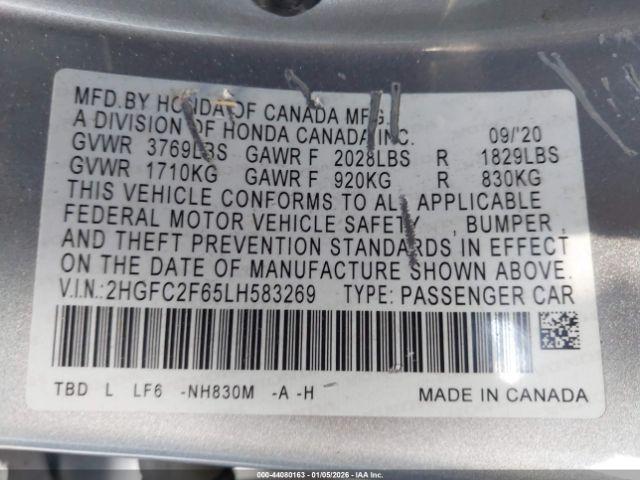 MFD.BY HONDA OF CANADA MFG.
A DIVISION OF HONDA CANADA INC. 09/'20
GVWR 3769LBS GAWR F 2028LBS R 1829LBS
GVWR 1710KG GAWR F 920KG R 830KG
THIS VEHICLE CONFORMS TO ALL APPLICABLE
FEDERAL MOTOR VEHICLE SAFETY , BUMPER ,
AND THEFT PREVENTION STANDARDS IN EFFECT
ON THE DATE OF MANUFACTURE SHOWN ABOVE.
V.I.N.:2HGFC2F65LH583269 TYPE: PASSENGER CAR
TBD L LF6 -NH830M -A -H MADE IN CANADA
000-44080163 - 01/05/2026 - IAA Inc.